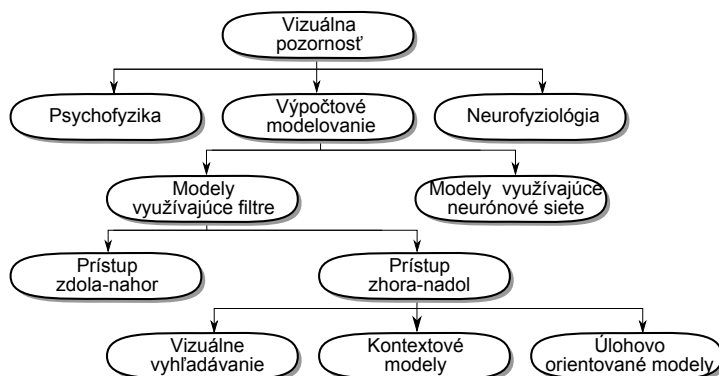 Vizuálna
pozornosť
Psychofyzika
Výpočtové
modelovanie
Neurofyziológia
Modely
využívajúce filtre
Modely využívajúce
neurónové siete
Prístup
zdola-nahor
Prístup
zhora-nadol
Vizuálne
vyhľadávanie
Kontextové
modely
Úlohovo
orientované modely